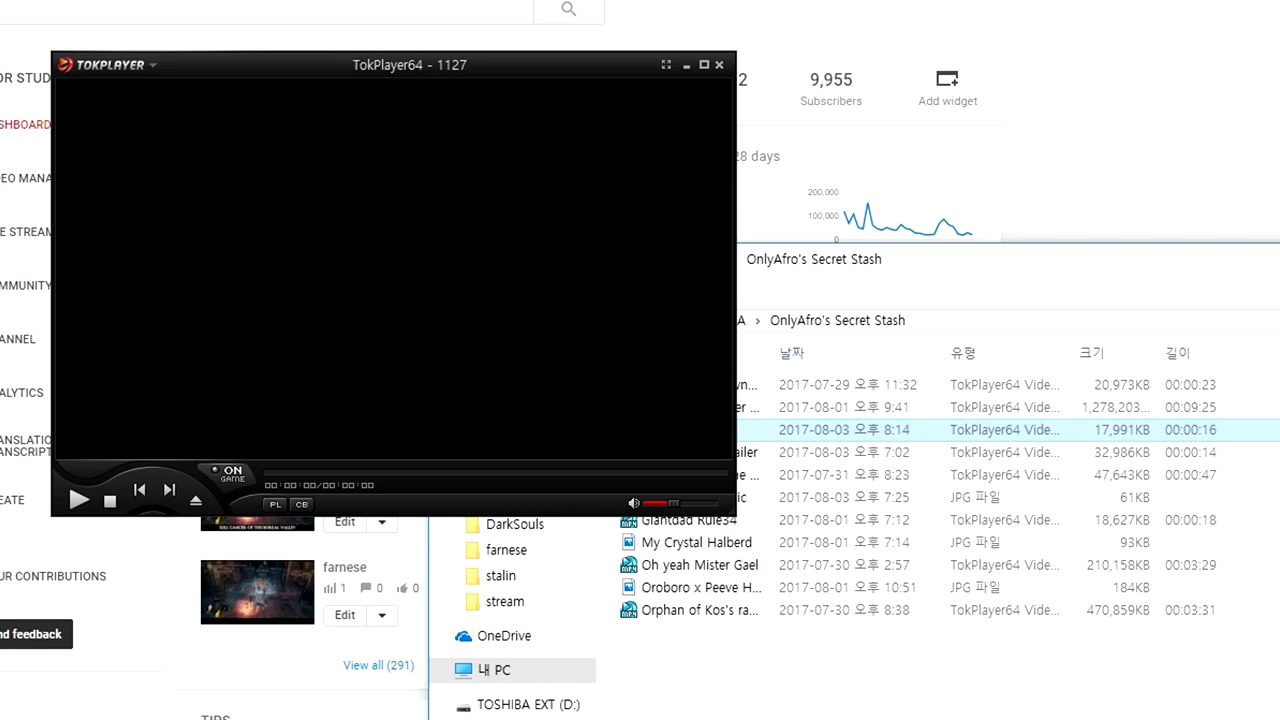 TOKPLAYER
TokPlayer64 - 1127
OR STUD
2
9,955
Subscribers
Add widget
SHBOARD
EO MANA
28 days
200,000
100,000
0
E STREAM
OnlyAfro's Secret Stash
MMUNITY
A › OnlyAfro's Secret Stash
ANNEL
날짜 유형 크기 길이
wn... 2017-07-29 오후 11:32 TokPlayer64 Vide... 20,973KB 00:00:23
ALYTICS
er ... 2017-08-01 오후 9:41 TokPlayer64 Vide... 1,278,203... 00:09:25
2017-08-03 오후 8:14 TokPlayer64 Vide... 17,991KB 00:00:16
ANSLATIO
ANSCRIPT
ailer 2017-08-03 오후 7:02 TokPlayer64 Vide... 32,986KB 00:00:14
ne ... 2017-07-31 오후 8:23 TokPlayer64 Vide... 47,643KB 00:00:47
ON
GAME
00:00:00/00:00:00
EATE
PL CB
ic 2017-08-03 오후 7:25 JPG 파일 61KB
Edit
DarkSouls
Giantdad Rule34 2017-08-01 오후 7:12 TokPlayer64 Vide... 18,627KB 00:00:18
My Crystal Halberd 2017-08-01 오후 7:14 JPG 파일 93KB
farnese
farnese
Oh yeah Mister Gael 2017-07-30 오후 2:57 TokPlayer64 Vide... 210,158KB 00:03:29
UR CONTRIBUTIONS
stalin
1 0 0
Oroboro x Peeve H... 2017-08-01 오후 10:51 JPG 파일 184KB
stream
Edit
Orphan of Kos's ra... 2017-07-30 오후 8:38 TokPlayer64 Vide... 470,859KB 00:03:31
nd feedback
OneDrive
View all (291)
내 PC
TOSHIBA EXT (D:)
TIPS